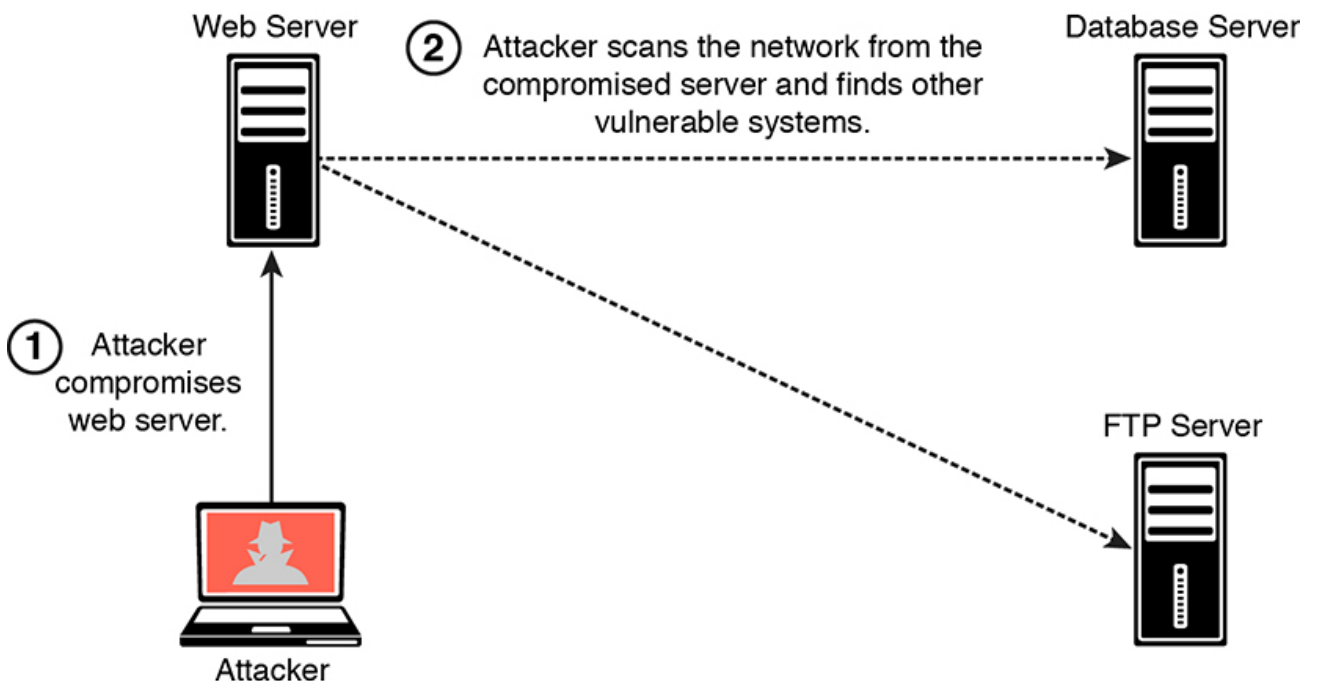 Web Server
2
Attacker scans the network from the
compromised server and finds other
vulnerable systems.
Database Server
1
Attacker
compromises
web server.
FTP Server
Attacker